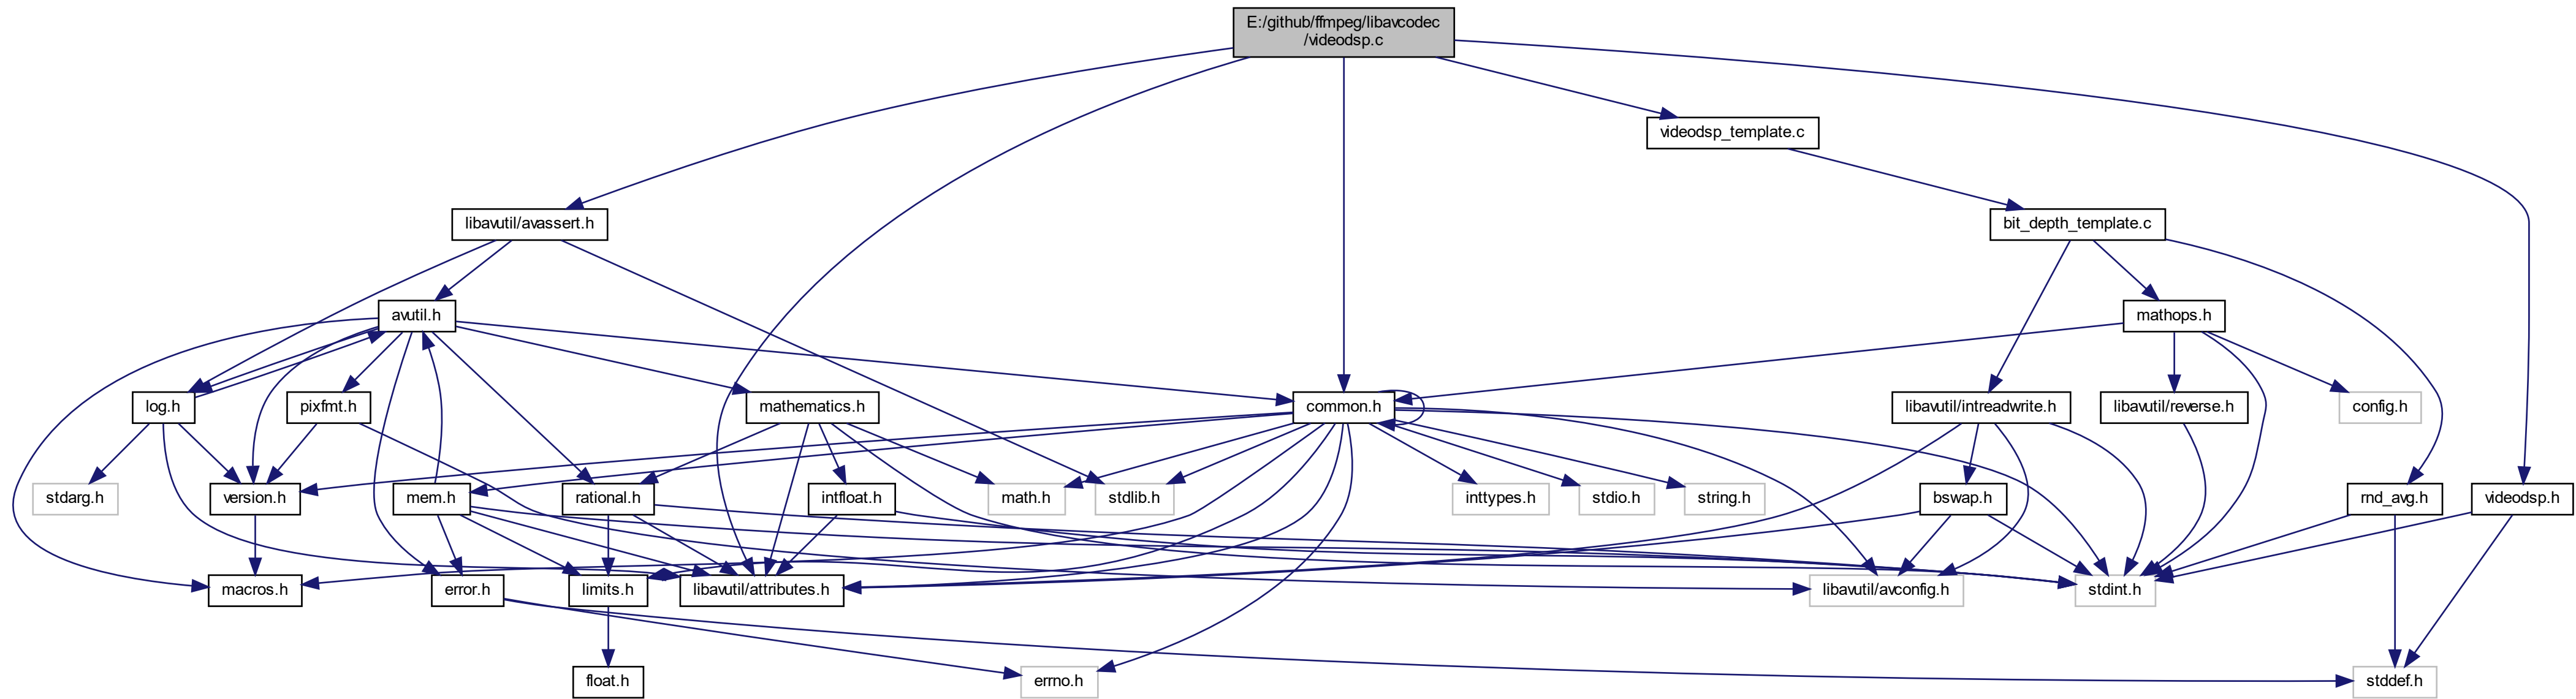 E:/github/ffmpeg/libavcodec
/videodsp.c
videodsp_template.c
libavutil/avassert.h
bit_depth_template.c
avutil.h
mathops.h
log.h
pixfmt.h
mathematics.h
common.h
libavutil/intreadwrite.h
libavutil/reverse.h
config.h
stdarg.h
version.h
mem.h
rational.h
intfloat.h
math.h
stdlib.h
inttypes.h
stdio.h
string.h
bswap.h
rnd_avg.h
videodsp.h
macros.h
error.h
limits.h
libavutil/attributes.h
libavutil/avconfig.h
stdint.h
float.h
errno.h
stddef.h